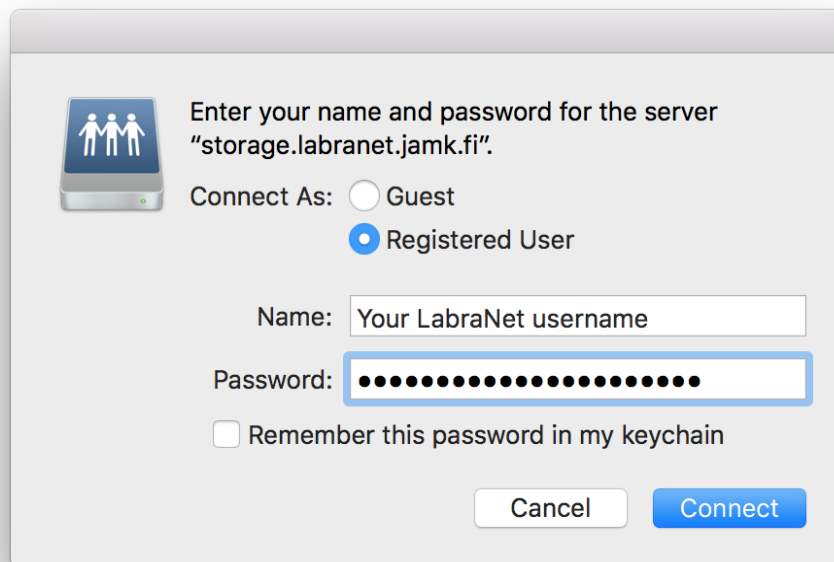 Enter your name and password for the server
“storage.labranet.jamk.fi”.
Connect As: Guest
Registered User
Name: Your LabraNet username
Password: ••••••••••••••••••••••
Remember this password in my keychain
Cancel Connect